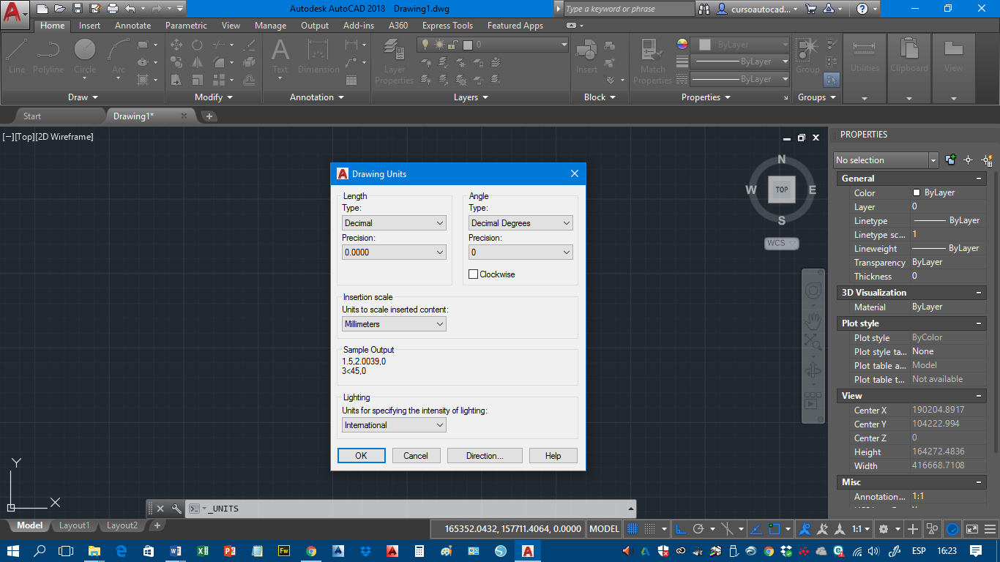 Autodesk AutoCAD 2018 Drawing1.dwg
Type a keyword or phrase
cursoautocad...
Home Insert Annotate Parametric View Manage Output Add-ins A360 Express Tools Featured Apps
0
ByLayer
ByLayer
ByLayer
Line Polyline Circle Arc
Text Dimension
Layer Properties
Insert
Match Properties
Group
Utilities Clipboard View
Draw Modify Annotation Layers Block Properties Groups
Start Drawing1*
[−][Top][2D Wireframe]
N
W TOP E
S
WCS
Drawing Units
Length
Type:
Decimal
Precision:
0.0000
Angle
Type:
Decimal Degrees
Precision:
0
Clockwise
Insertion scale
Units to scale inserted content:
Millimeters
Sample Output
1.5,2.0039,0
3<45,0
Lighting
Units for specifying the intensity of lighting:
International
OK Cancel Direction... Help
PROPERTIES
No selection
General
Color ByLayer
Layer 0
Linetype ByLayer
Linetype sc... 1
Lineweight ByLayer
Transparency ByLayer
Thickness 0
3D Visualization
Material ByLayer
Plot style
Plot style ByColor
Plot style ta... None
Plot table a... Model
Plot table t... Not available
View
Center X 190204.8917
Center Y 104222.994
Center Z 0
Height 164272.4836
Width 416668.7108
Misc
Annotation... 1:1
Y
X
_UNITS
Model Layout1 Layout2
165352.0432, 157711.4064, 0.0000 MODEL 1:1
ESP 16:23